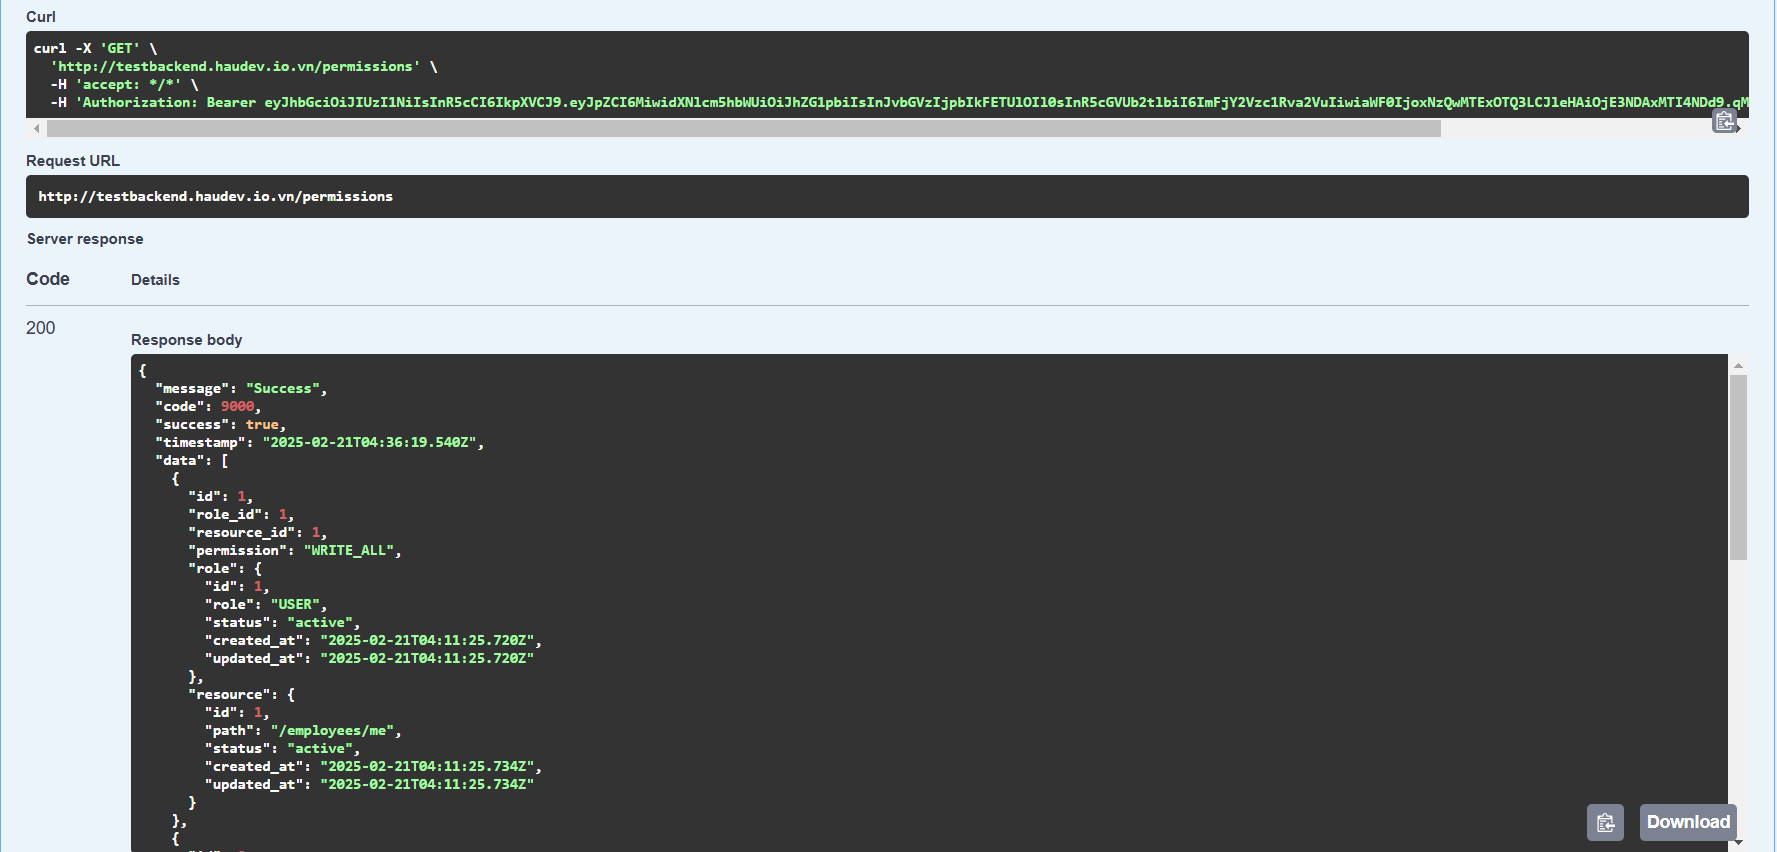 Curl
curl -X 'GET' \
'http://testbackend.haudev.io.vn/permissions' \
-H 'accept: */*' \
-H 'Authorization: Bearer eyJhbGciOiJIUzI1NiIsInR5cCI6IkpXVCJ9.eyJpZCI6MiwidXNlcm5hbWUiOiJhZG1pbiIsInJvbGVzIjpbIkFETUlOIl0sInR5cGVUb2tlbiI6ImFjY2Vzc1Rva2VuIiwiaWF0IjoxNzQwMTExOTQ3LCJleHAiOjE3NDAxMTI4NDd9.qM
Request URL
http://testbackend.haudev.io.vn/permissions
Server response
Code Details
200
Response body
{
"message": "Success",
"code": 9000,
"success": true,
"timestamp": "2025-02-21T04:36:19.540Z",
"data": [
{
"id": 1,
"role_id": 1,
"resource_id": 1,
"permission": "WRITE_ALL",
"role": {
"id": 1,
"role": "USER",
"status": "active",
"created_at": "2025-02-21T04:11:25.720Z",
"updated_at": "2025-02-21T04:11:25.720Z"
},
"resource": {
"id": 1,
"path": "/employees/me",
"status": "active",
"created_at": "2025-02-21T04:11:25.734Z",
"updated_at": "2025-02-21T04:11:25.734Z"
}
},
{
Download